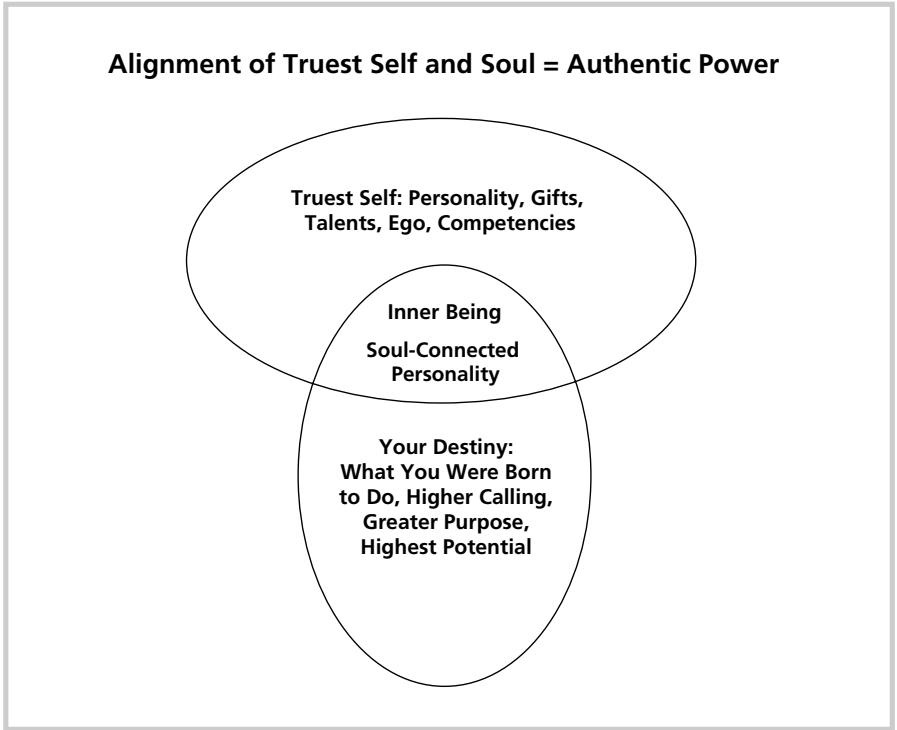 Alignment of Truest Self and Soul = Authentic Power
Truest Self: Personality, Gifts,
Talents, Ego, Competencies
Inner Being
Soul-Connected
Personality
Your Destiny:
What You Were Born
to Do, Higher Calling,
Greater Purpose,
Highest Potential